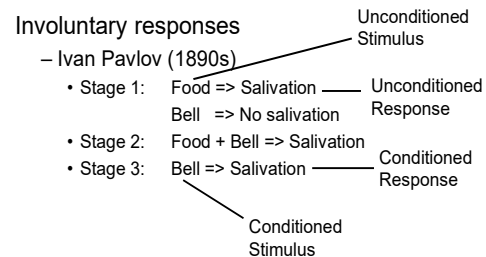 Unconditioned
Stimulus
Involuntary responses
– Ivan Pavlov (1890s)
• Stage 1: Food => Salivation
Unconditioned
Response
Bell => No salivation
• Stage 2: Food + Bell => Salivation
• Stage 3: Bell => Salivation
Conditioned
Response
Conditioned
Stimulus